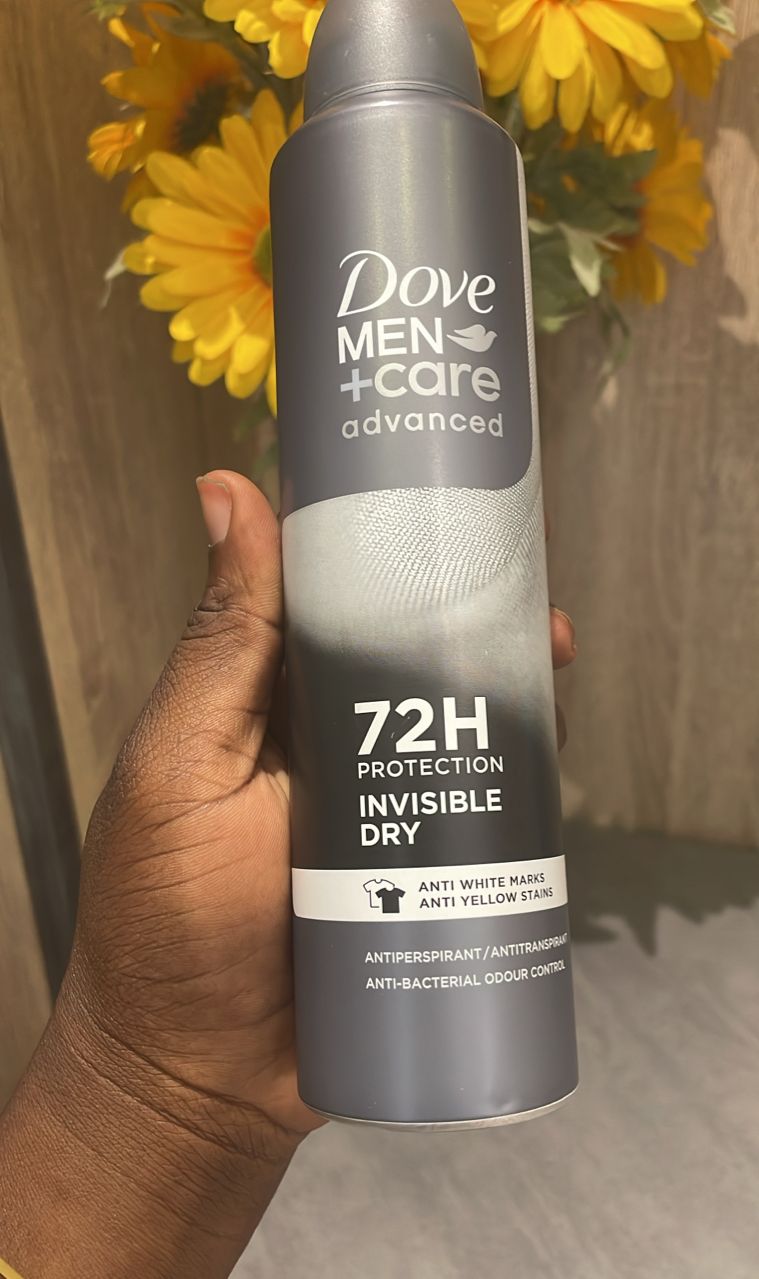 Dove
MEN
+care
advanced
72H
PROTECTION
INVISIBLE
DRY
ANTI WHITE MARKS
ANTI YELLOW STAINS
ANTIPERSPIRANT/ANTITRANSPIRANT
ANTI-BACTERIAL ODOUR CONTROL